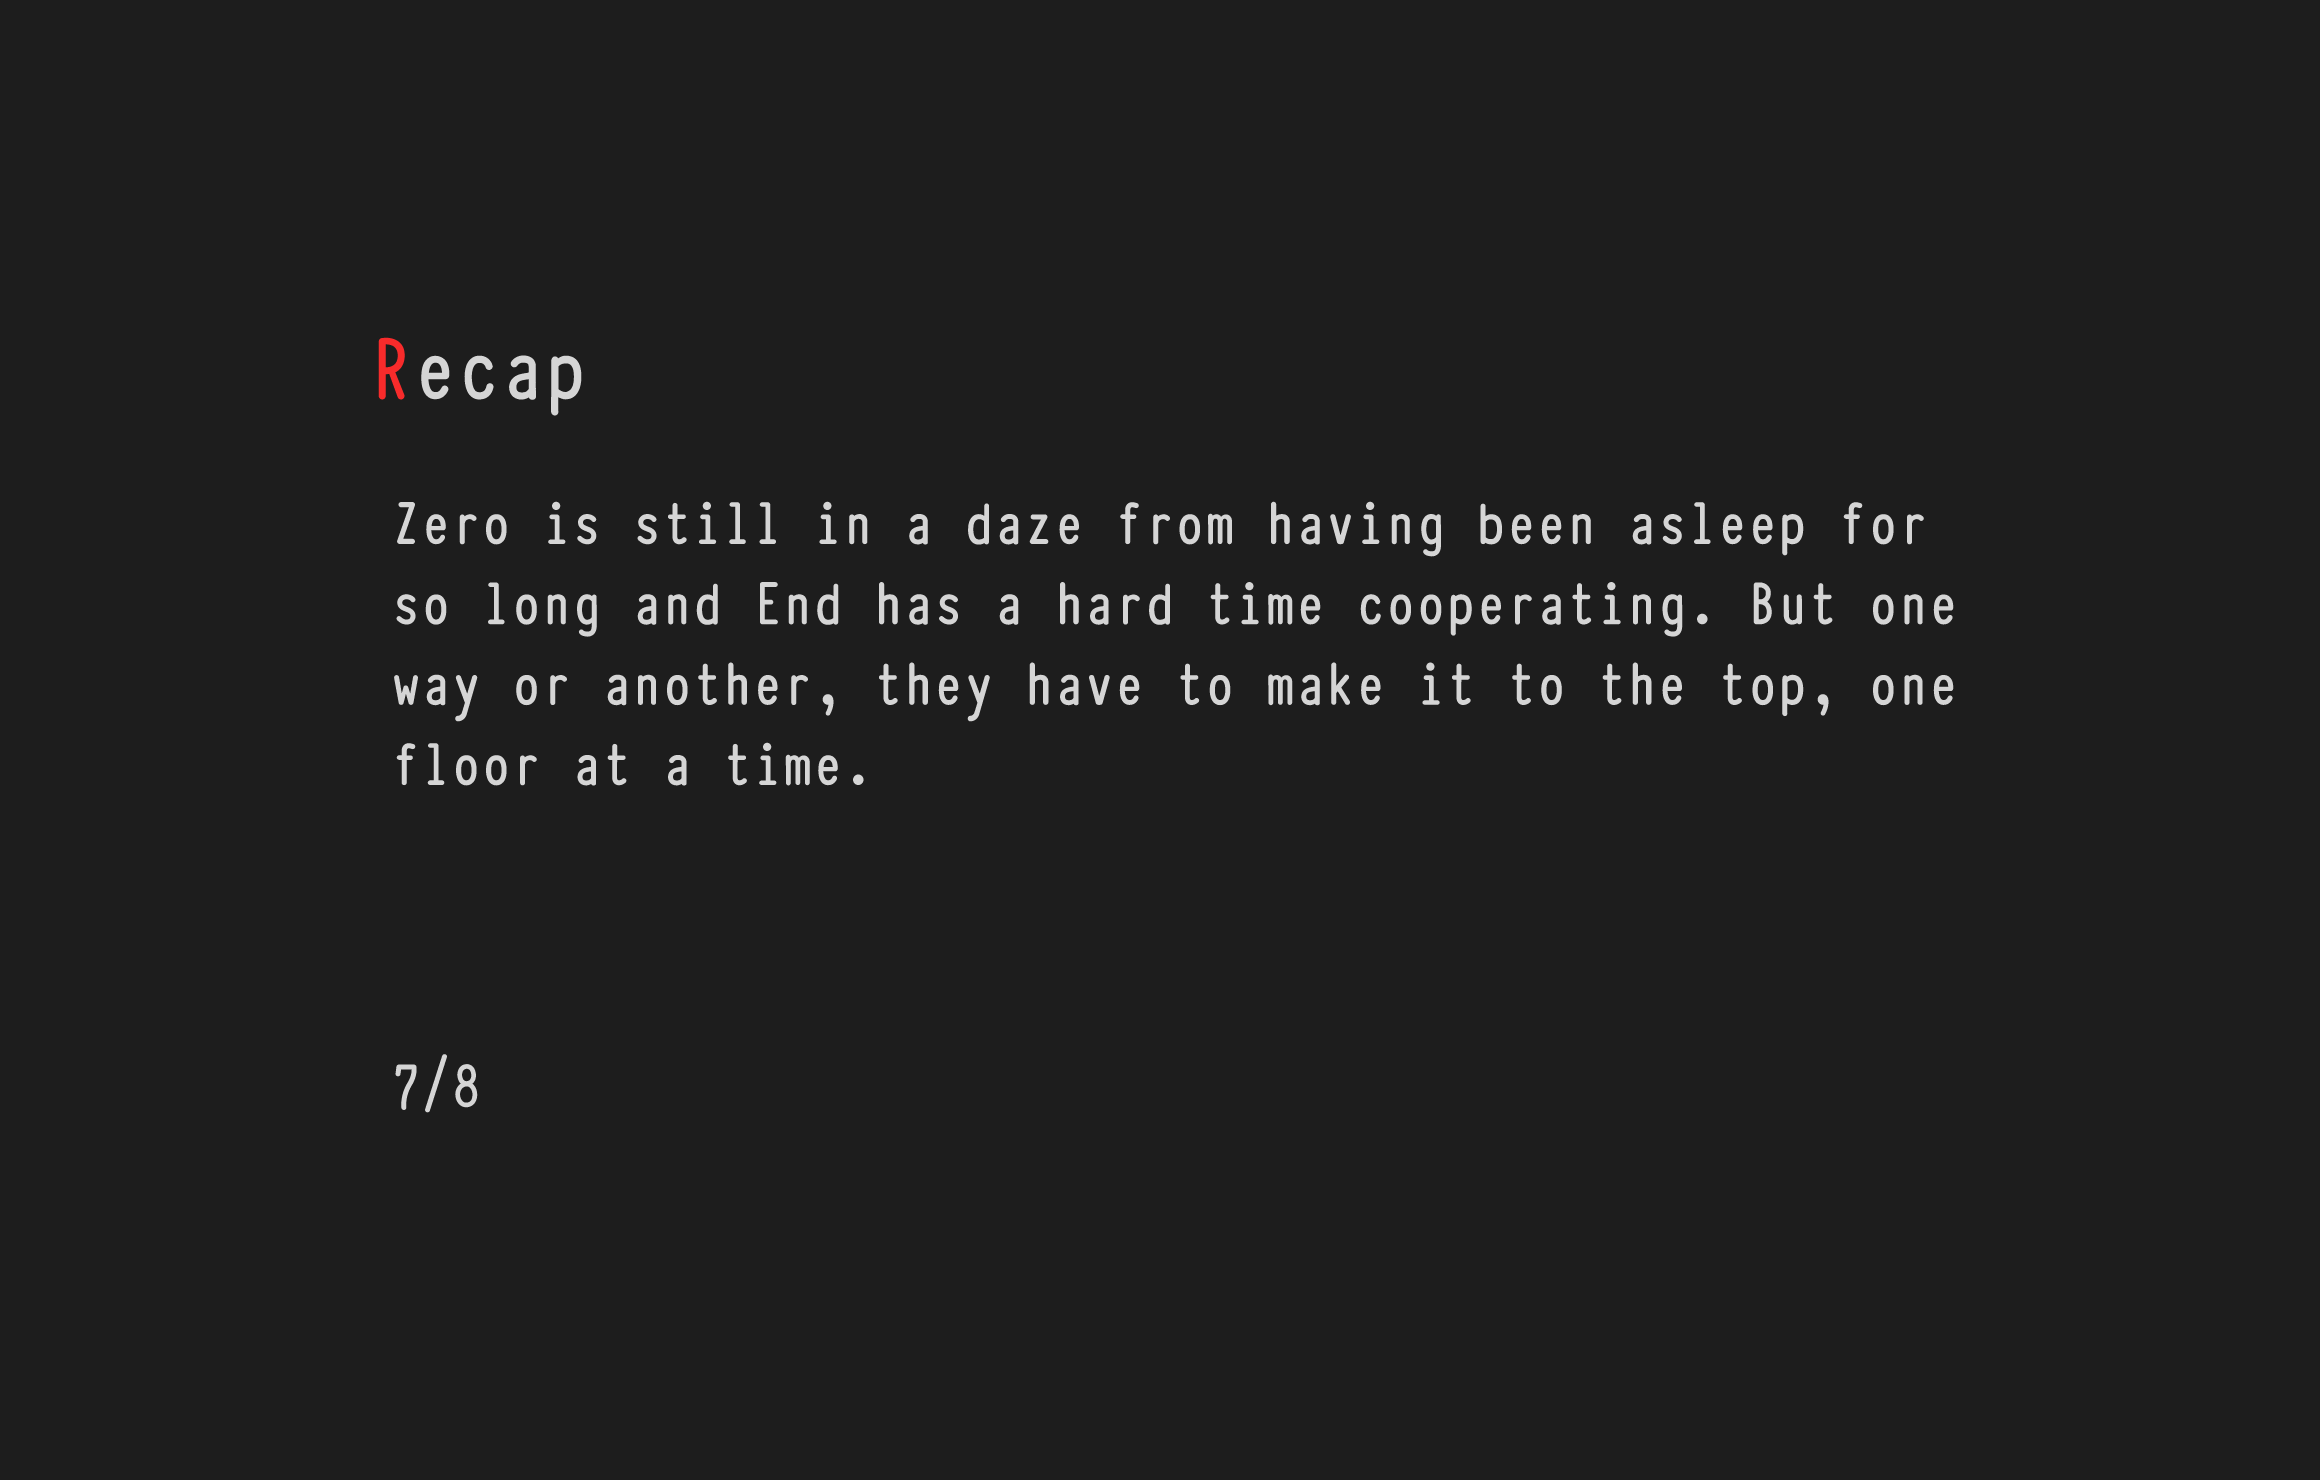 Recap
Zero is still in a daze from having been asleep for
so long and End has a hard time cooperating. But one
way or another, they have to make it to the top, one
floor at a time.
7/8